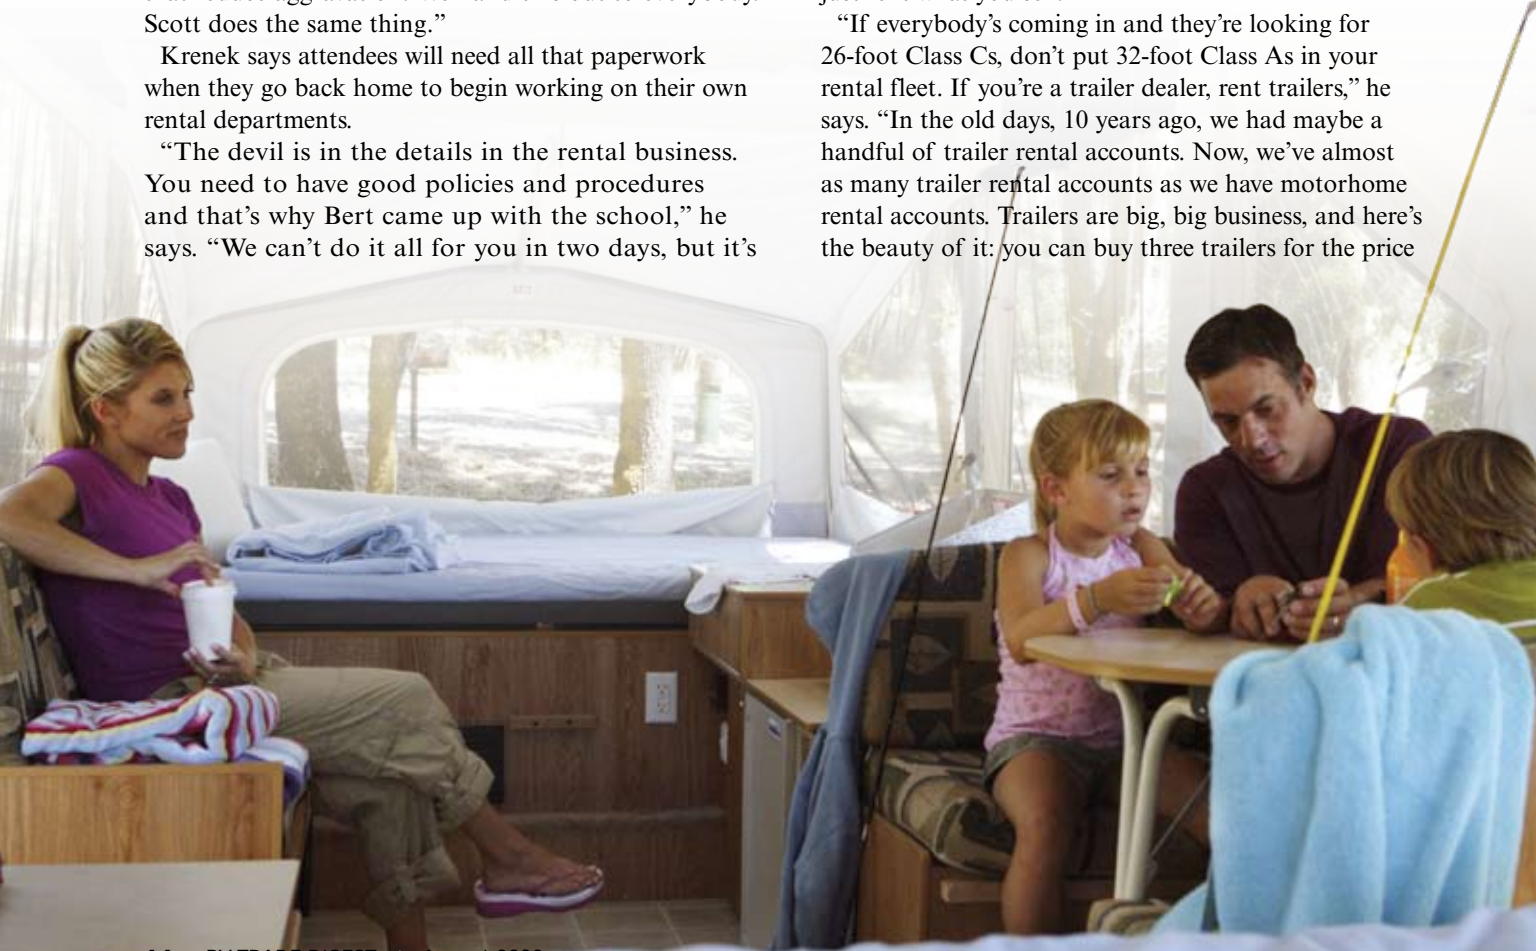 Scott does the same thing.”
Krenek says attendees will need all that paperwork
when they go back home to begin working on their own
rental departments.
“The devil is in the details in the rental business.
You need to have good policies and procedures
and that’s why Bert came up with the school,” he
says. “We can’t do it all for you in two days, but it’s
“If everybody’s coming in and they’re looking for
26-foot Class Cs, don’t put 32-foot Class As in your
rental fleet. If you’re a trailer dealer, rent trailers,” he
says. “In the old days, 10 years ago, we had maybe a
handful of trailer rental accounts. Now, we’ve almost
as many trailer rental accounts as we have motorhome
rental accounts. Trailers are big, big business, and here’s
the beauty of it: you can buy three trailers for the price